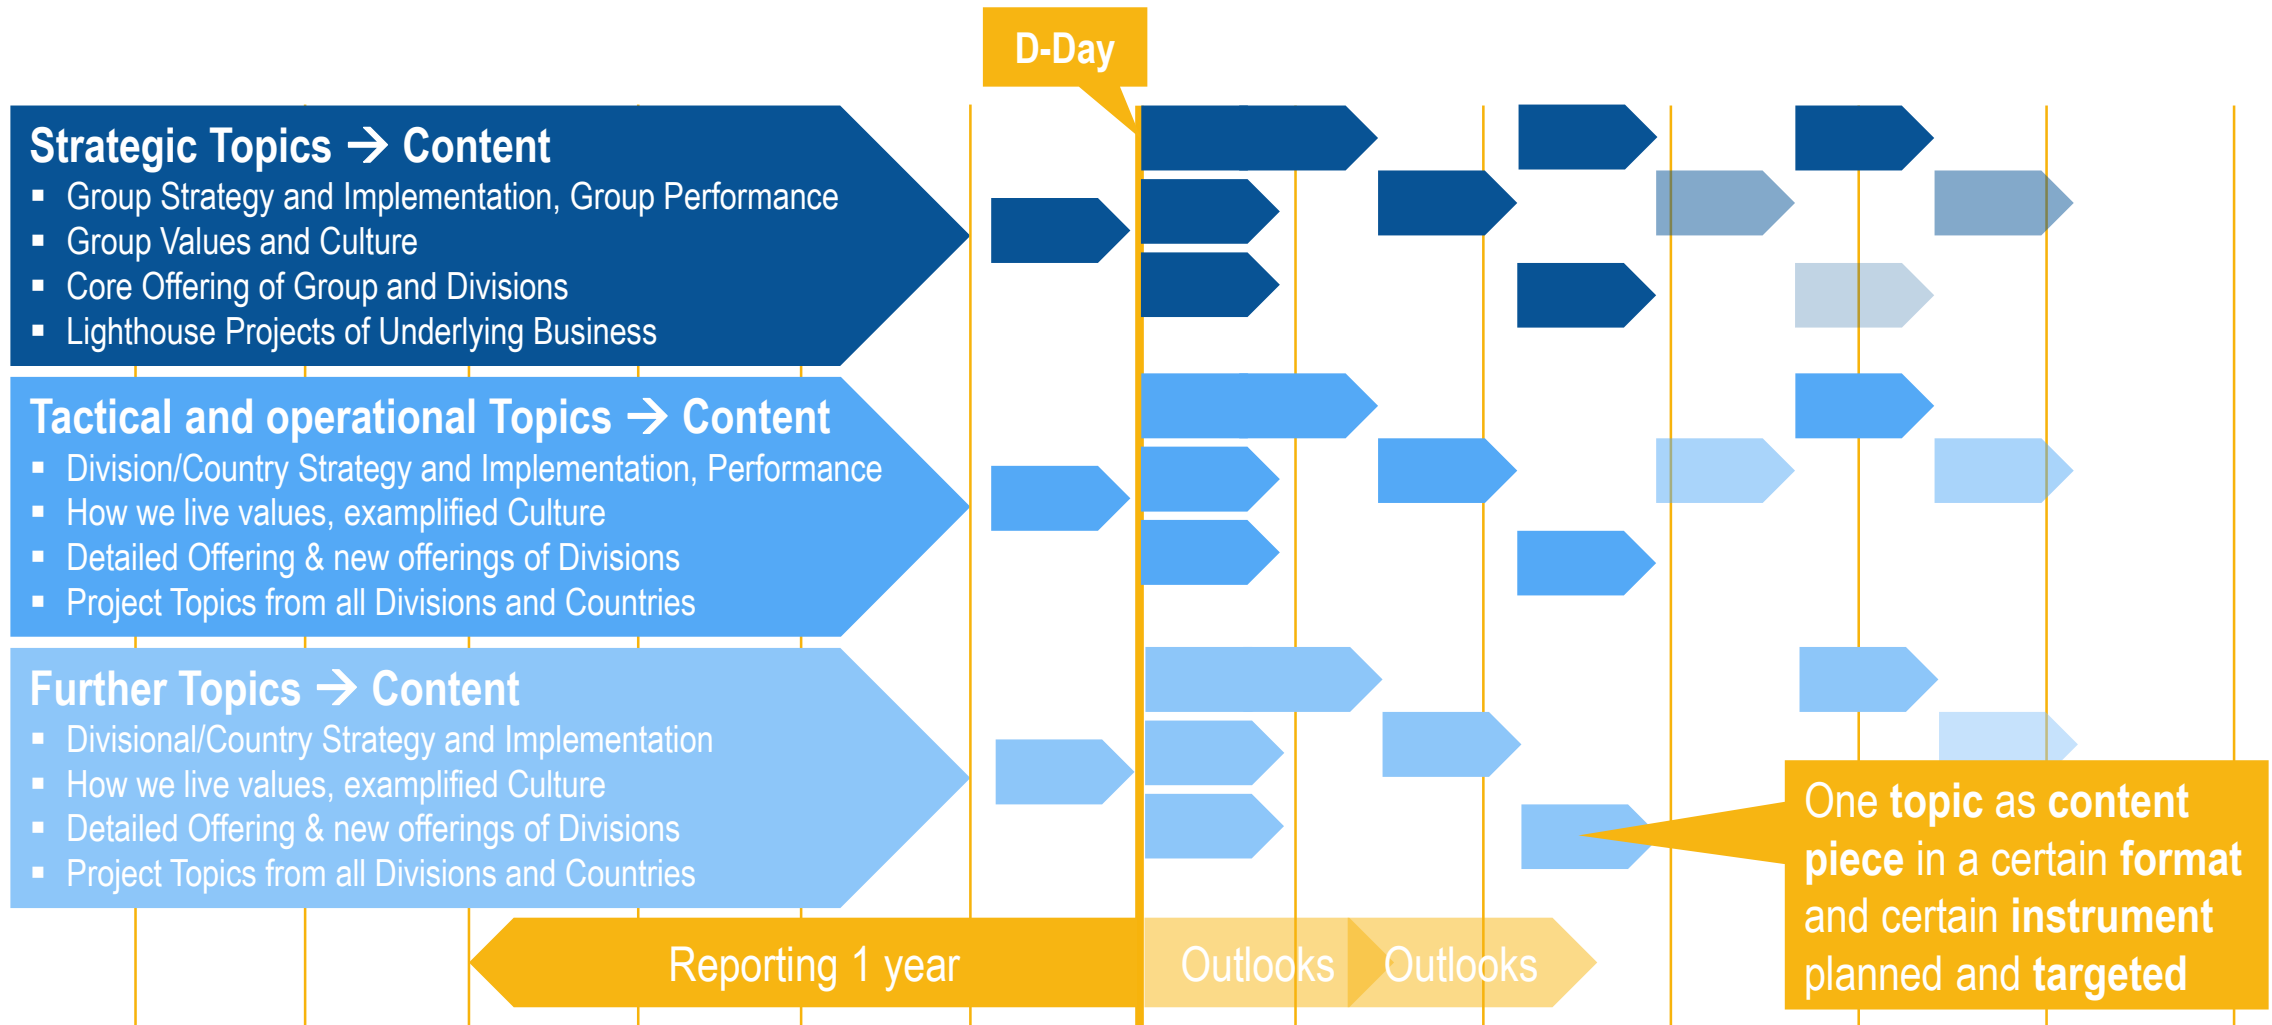 D-Day
Strategic Topics → Content
▪ Group Strategy and Implementation, Group Performance
▪ Group Values and Culture
▪ Core Offering of Group and Divisions
▪ Lighthouse Projects of Underlying Business
Tactical and operational Topics → Content
▪ Division/Country Strategy and Implementation, Performance
▪ How we live values, examplified Culture
▪ Detailed Offering & new offerings of Divisions
▪ Project Topics from all Divisions and Countries
Further Topics → Content
▪ Divisional/Country Strategy and Implementation
▪ How we live values, examplified Culture
▪ Detailed Offering & new offerings of Divisions
▪ Project Topics from all Divisions and Countries
One topic as content
piece in a certain format
and certain instrument
planned and targeted
Reporting 1 year
Outlooks
Outlooks